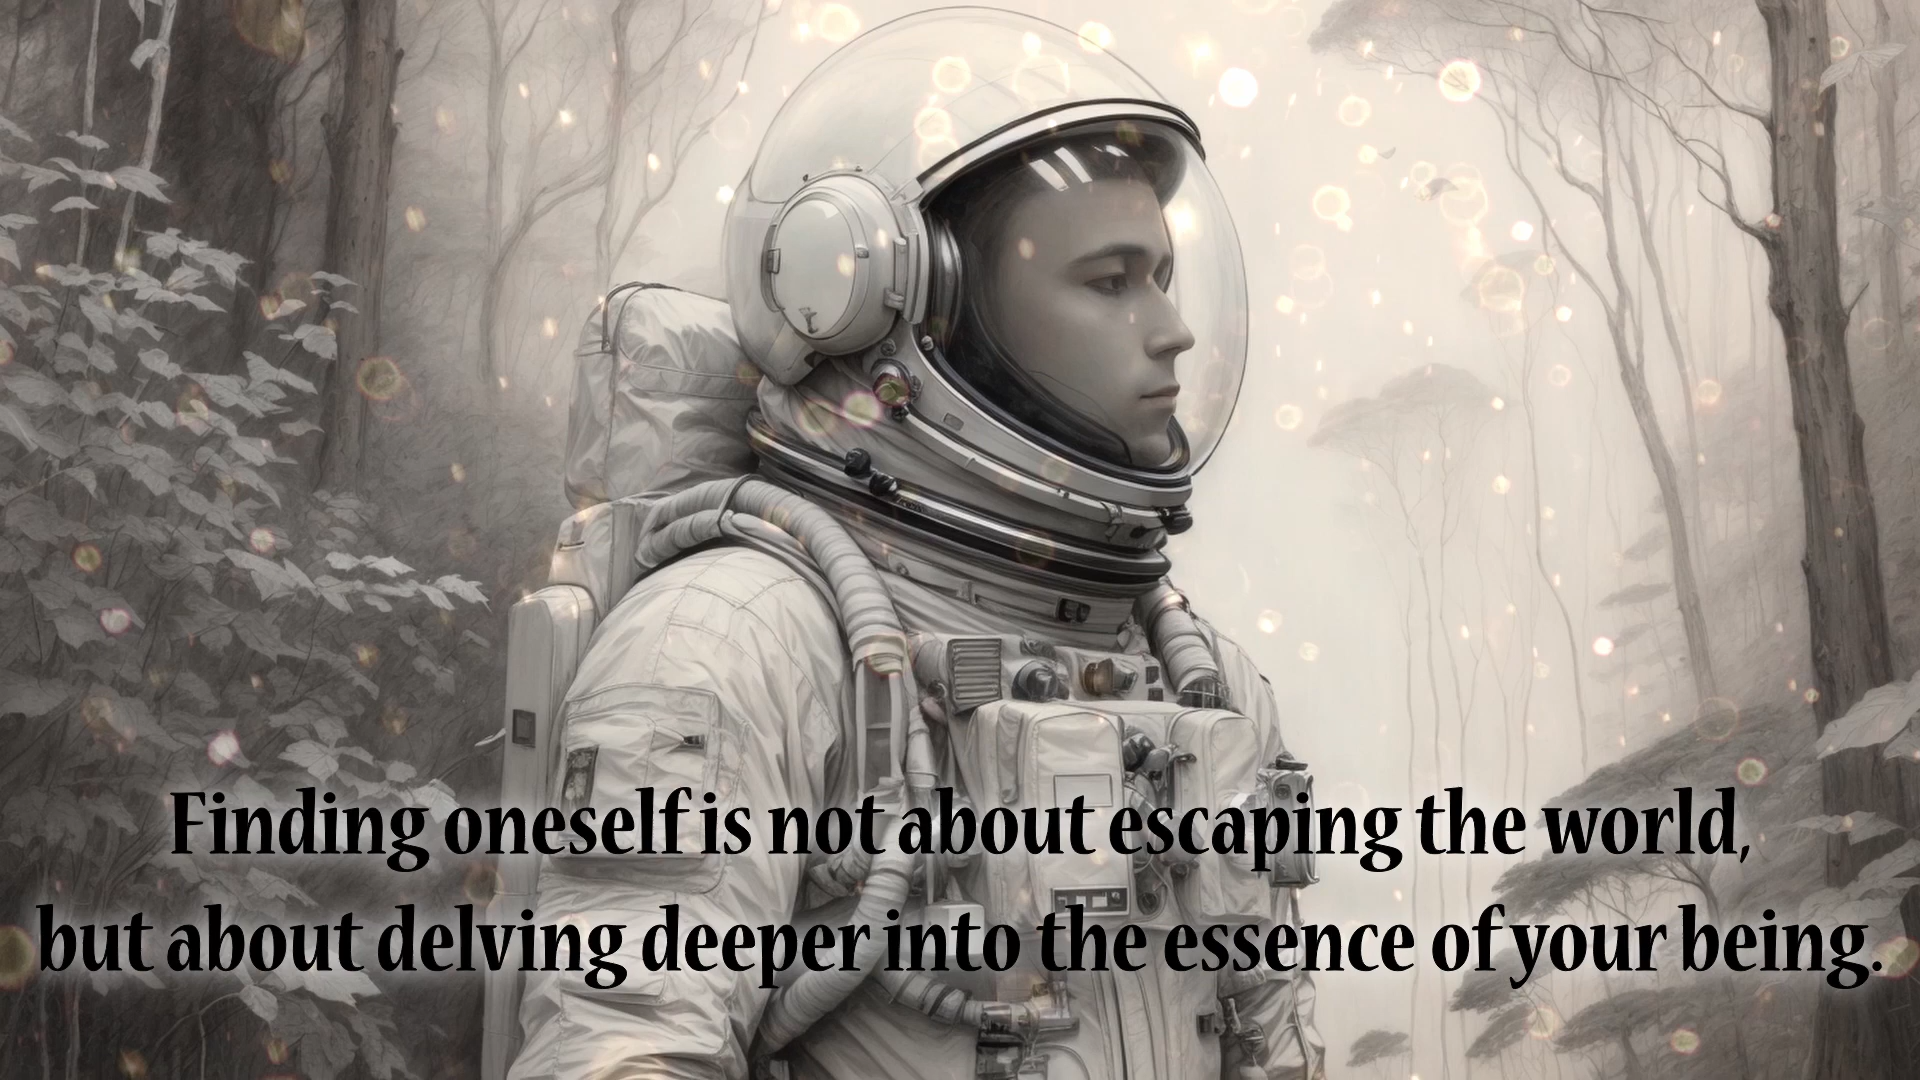 Finding oneself is not about escaping the world,
but about delving deeper into the essence of your being.